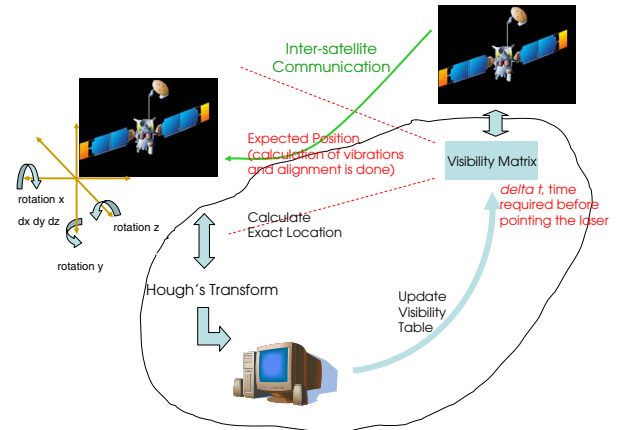 Inter-satellite
Communication
Expected Position
(calculation of vibrations
and alignment is done)
Visibility Matrix
delta t, time
required before
pointing the laser
rotation x
dx dy dz
rotation z
rotation y
Calculate
Exact Location
Hough's Transform
Update
Visibility
Table